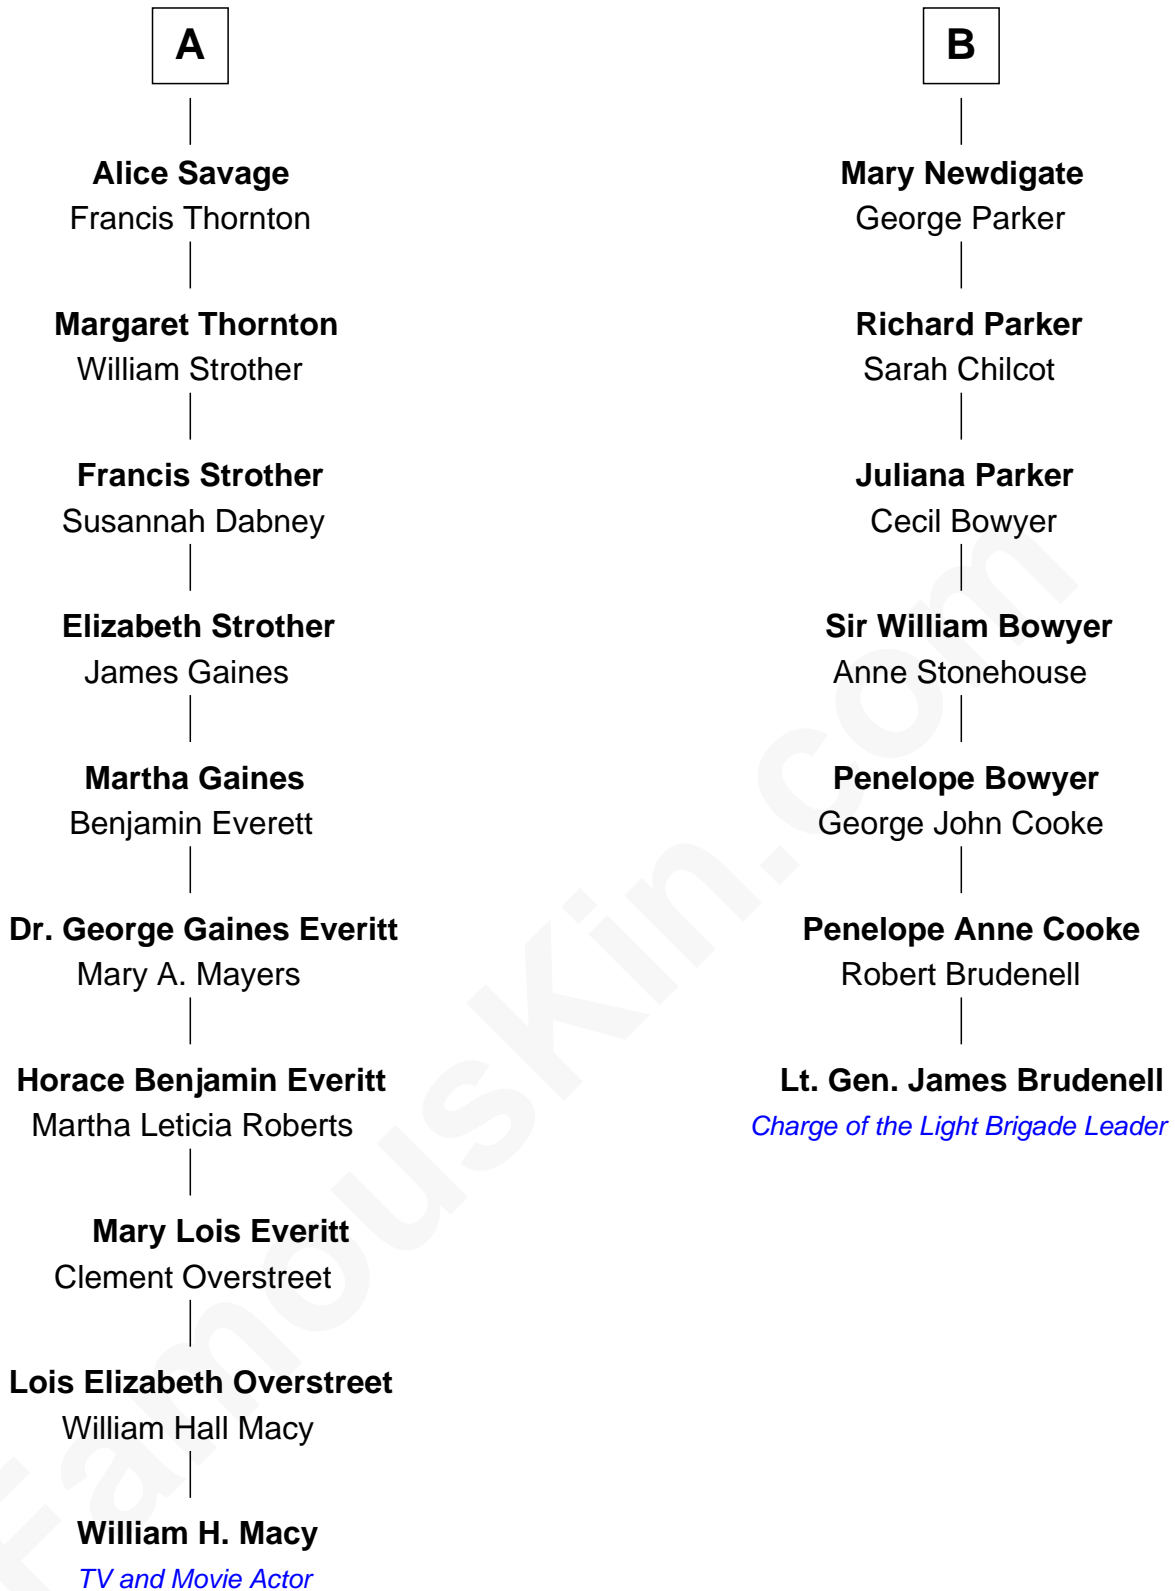 A
Alice Savage
Francis Thornton
Margaret Thornton
William Strother
Francis Strother
Susannah Dabney
Elizabeth Strother
James Gaines
Martha Gaines
Benjamin Everett
Dr. George Gaines Everitt
Mary A. Mayers
Horace Benjamin Everitt
Martha Leticia Roberts
Mary Lois Everitt
Clement Overstreet
Lois Elizabeth Overstreet
William Hall Macy
William H. Macy
TV and Movie Actor
B
Mary Newdigate
George Parker
Richard Parker
Sarah Chilcot
Juliana Parker
Cecil Bowyer
Sir William Bowyer
Anne Stonehouse
Penelope Bowyer
George John Cooke
Penelope Anne Cooke
Robert Brudenell
Lt. Gen. James Brudenell
Charge of the Light Brigade Leader
FamousKin.com